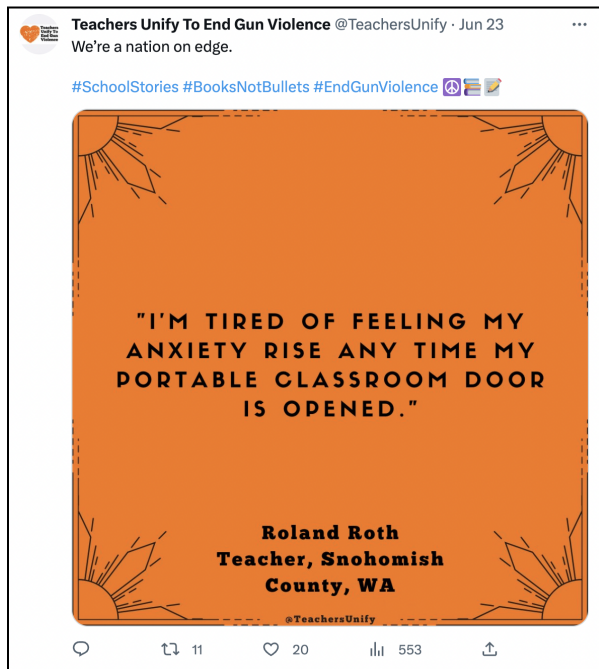 Teachers Unify To End Gun Violence @TeachersUnify · Jun 23
We're a nation on edge.
#SchoolStories #BooksNotBullets #EndGunViolence ☮️📚📝
"I'M TIRED OF FEELING MY
ANXIETY RISE ANY TIME MY
PORTABLE CLASSROOM DOOR
IS OPENED."
Roland Roth
Teacher, Snohomish
County, WA
@TeachersUnify
11 20 553